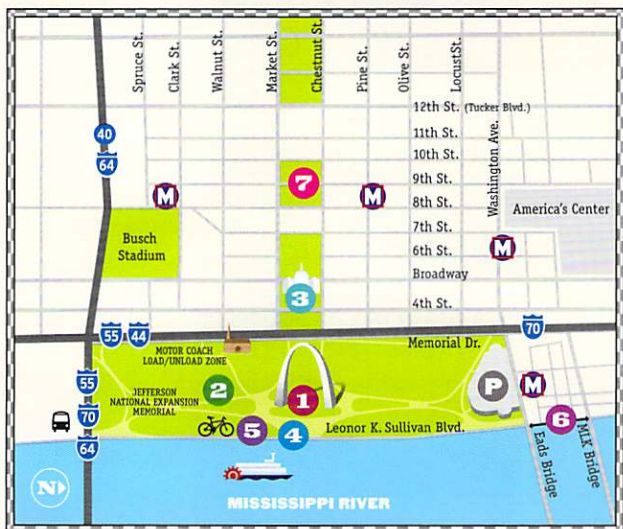 Spruce St.
Clark St.
Walnut St.
Market St.
Chestnut St.
Pine St.
Olive St.
Locust St.
Washington Ave.
12th St. (Tucker Blvd.)
11th St.
10th St.
9th St.
8th St.
7th St.
6th St.
Broadway
4th St.
40
64
M
7
M
M
America's Center
Busch
Stadium
3
55
44
70
MOTOR COACH
LOAD/UNLOAD ZONE
Memorial Dr.
55
70
64
JEFFERSON
NATIONAL EXPANSION
MEMORIAL
2
1
P
M
5
4
Leonor K. Sullivan Blvd.
6
Eads Bridge
MLK Bridge
N
MISSISSIPPI RIVER